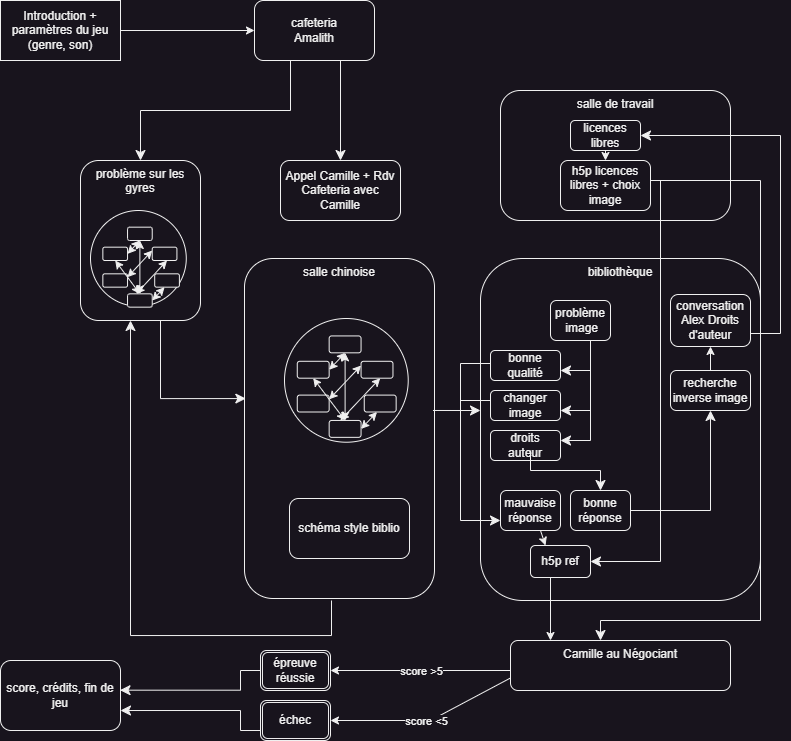 Introduction +
paramètres du jeu
(genre, son)
cafeteria
Amalith
salle de travail
licences
libres
h5p licences
libres + choix
image
problème sur les
gyres
Appel Camille + Rdv
Cafeteria avec
Camille
salle chinoise
schéma style biblio
bibliothèque
problème
image
bonne
qualité
changer
image
droits
auteur
conversation
Alex Droits
d'auteur
recherche
inverse image
mauvaise
réponse
bonne
réponse
h5p ref
Camille au Négociant
épreuve
réussie
score >5
score, crédits, fin de
jeu
échec
score <5